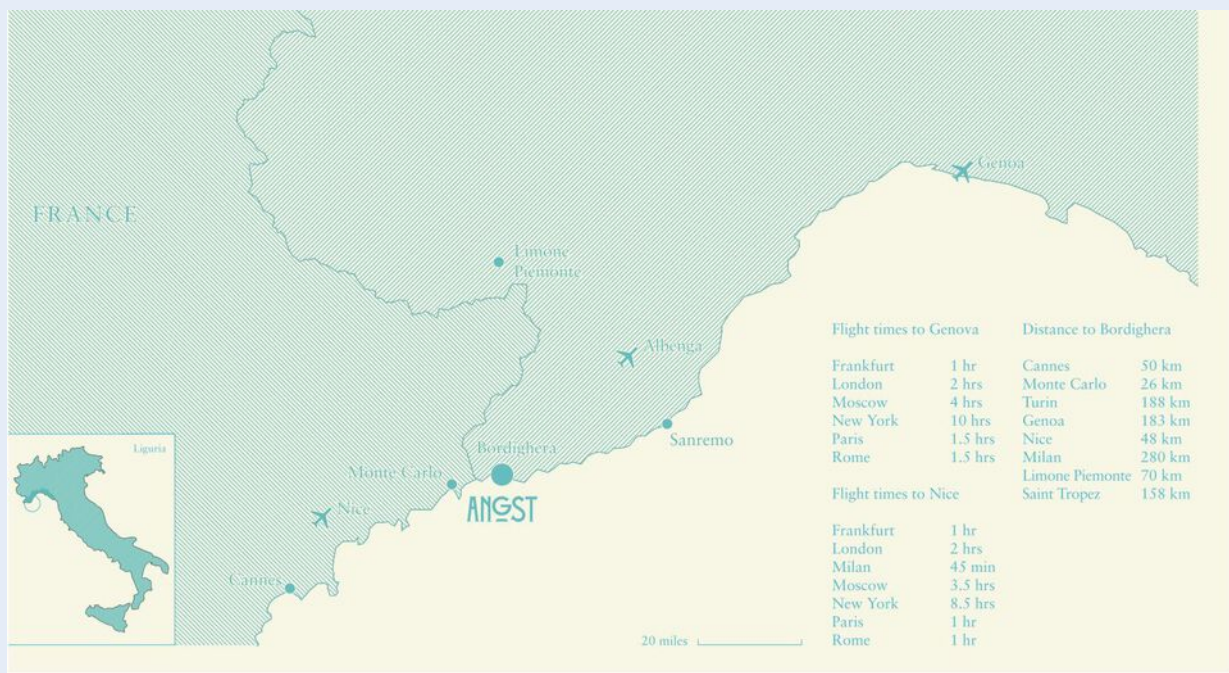 Genoa
FRANCE
Limone
Piemonte
Albenga
Sanremo
Bordighera
Monte Carlo
ANGST
Nice
Cannes
Liguria
20 miles
Flight times to Genova
Frankfurt 1 hr
London 2 hrs
Moscow 4 hrs
New York 10 hrs
Paris 1.5 hrs
Rome 1.5 hrs
Flight times to Nice
Frankfurt 1 hr
London 2 hrs
Milan 45 min
Moscow 3.5 hrs
New York 8.5 hrs
Paris 1 hr
Rome 1 hr
Distance to Bordighera
Cannes 50 km
Monte Carlo 26 km
Turin 188 km
Genoa 183 km
Nice 48 km
Milan 280 km
Limone Piemonte 70 km
Saint Tropez 158 km